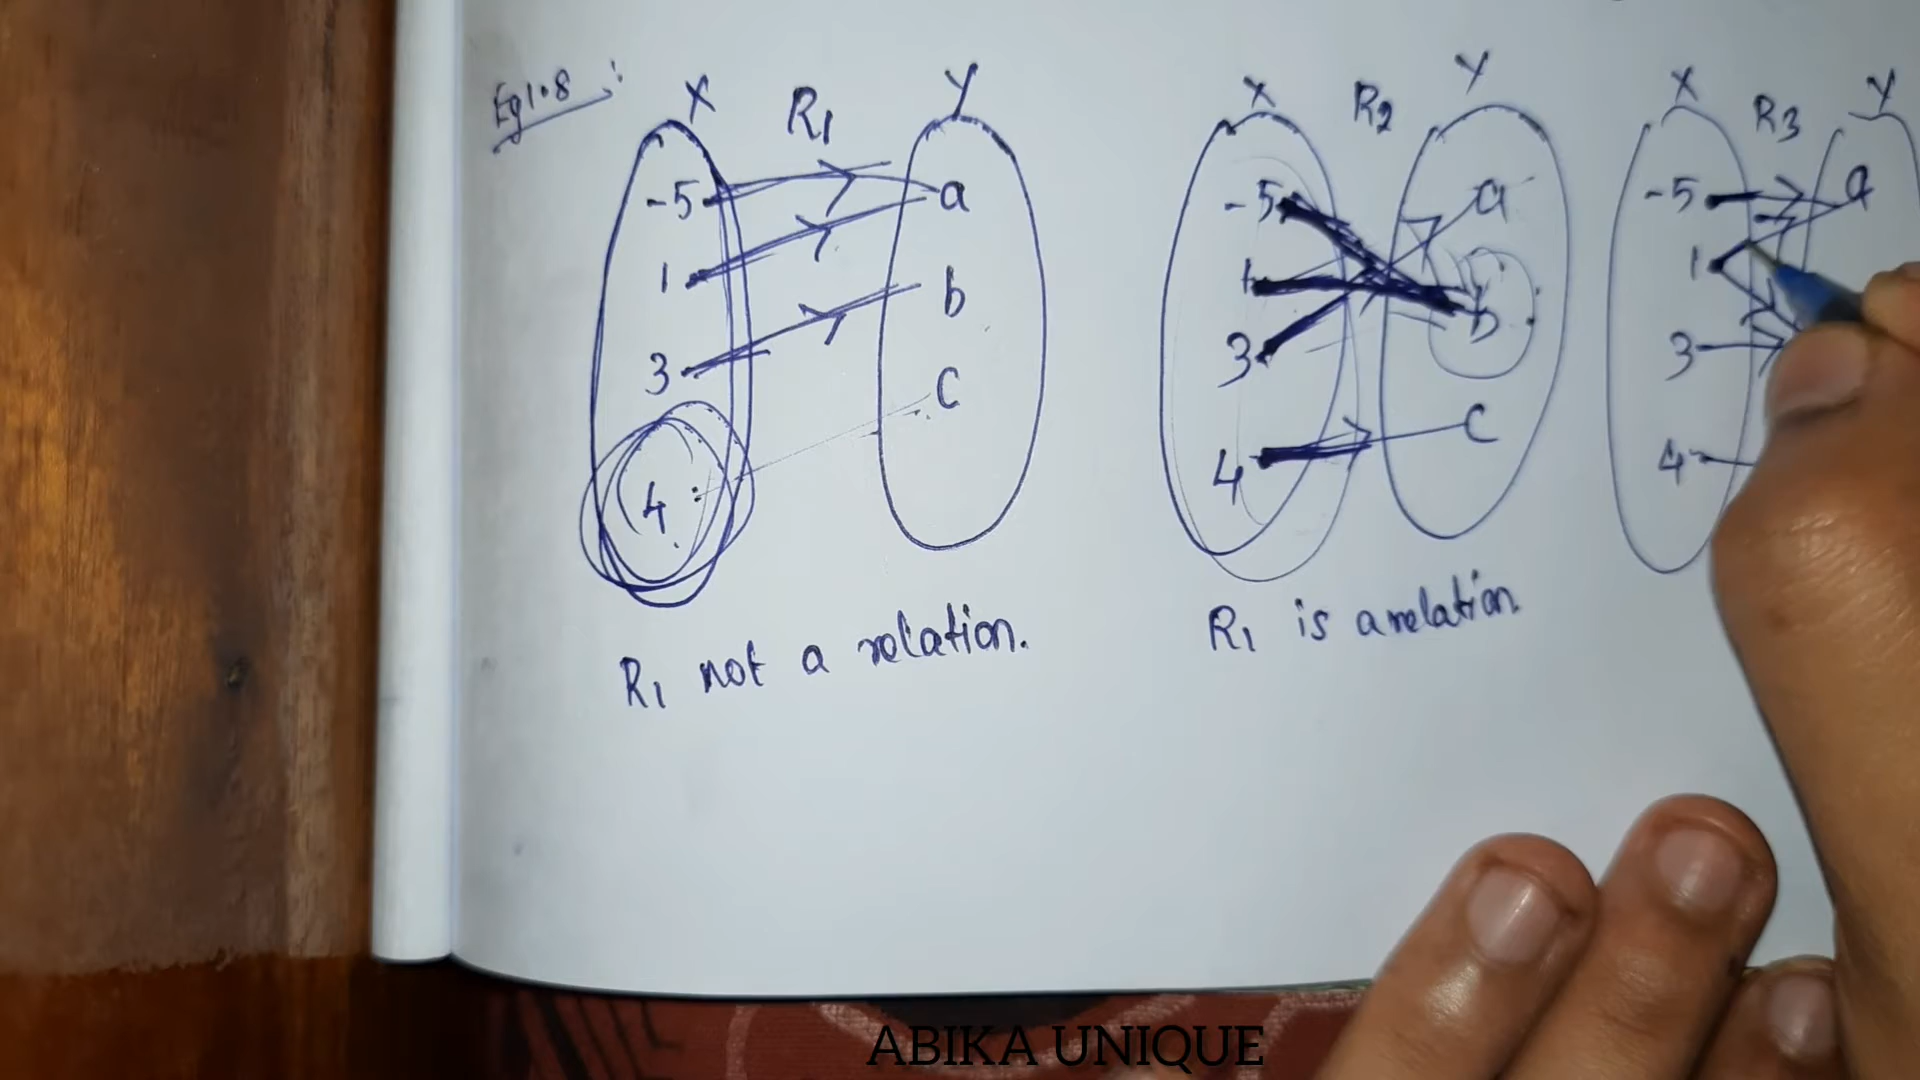 Eg 1.8 :
X R1 Y
-5 a
1 b
3 c
4
R1 not a relation.
X R2 Y
-5 a
1 b
3
4 c
R1 is a relation.
X R3 Y
-5 a
1
3
4
ABIKA UNIQUE